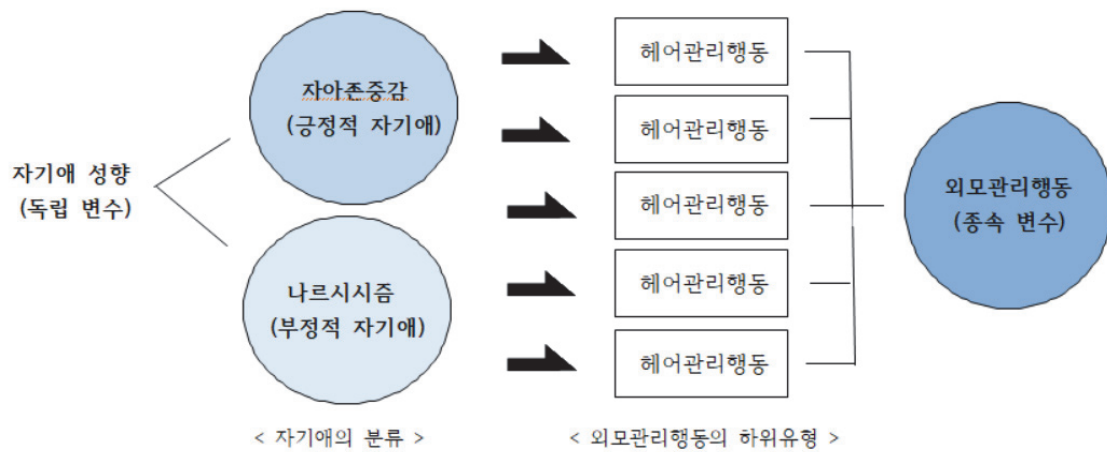 자기애 성향
(독립 변수)
자아존중감
(긍정적 자기애)
나르시시즘
(부정적 자기애)
헤어관리행동
헤어관리행동
헤어관리행동
헤어관리행동
헤어관리행동
외모관리행동
(종속 변수)
< 자기애의 분류 >
< 외모관리행동의 하위유형 >